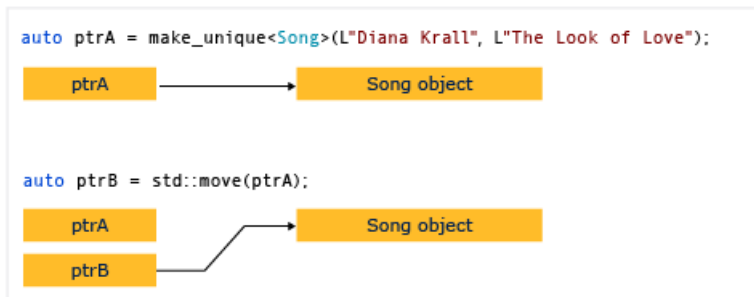 auto ptrA = make_unique<Song>(L"Diana Krall", L"The Look of Love");
ptrA Song object
auto ptrB = std::move(ptrA);
ptrA Song object
ptrB